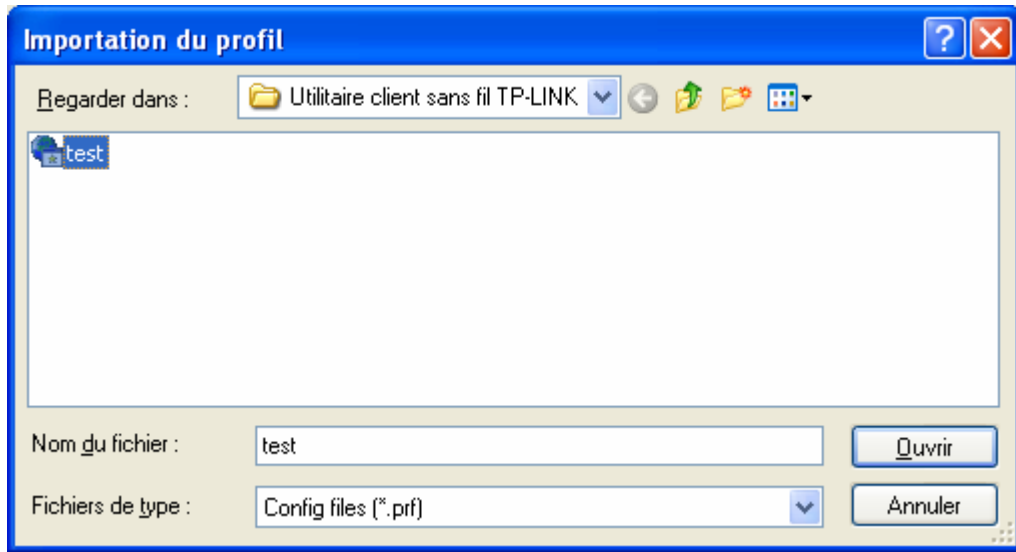 Importation du profil
Regarder dans : Utilitaire client sans fil TP-LINK
test
Nom du fichier : test Ouvrir
Fichiers de type : Config files (*.prf) Annuler